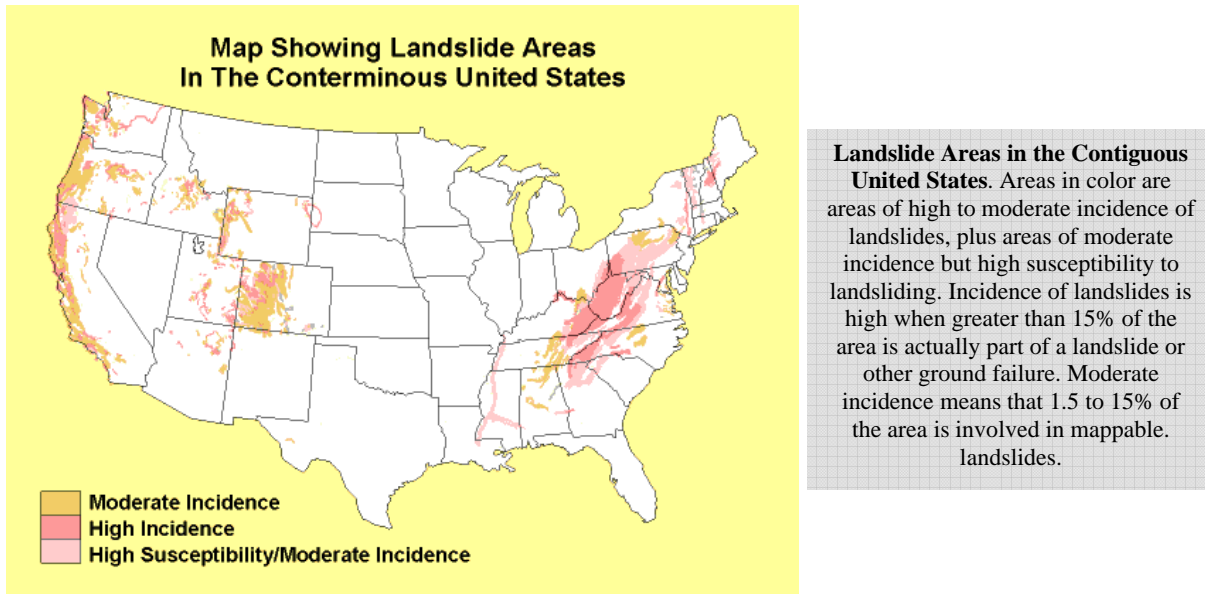 Map Showing Landslide Areas
In The Conterminous United States
Moderate Incidence
High Incidence
High Susceptibility/Moderate Incidence
Landslide Areas in the Contiguous
United States. Areas in color are
areas of high to moderate incidence of
landslides, plus areas of moderate
incidence but high susceptibility to
landsliding. Incidence of landslides is
high when greater than 15% of the
area is actually part of a landslide or
other ground failure. Moderate
incidence means that 1.5 to 15% of
the area is involved in mappable.
landslides.